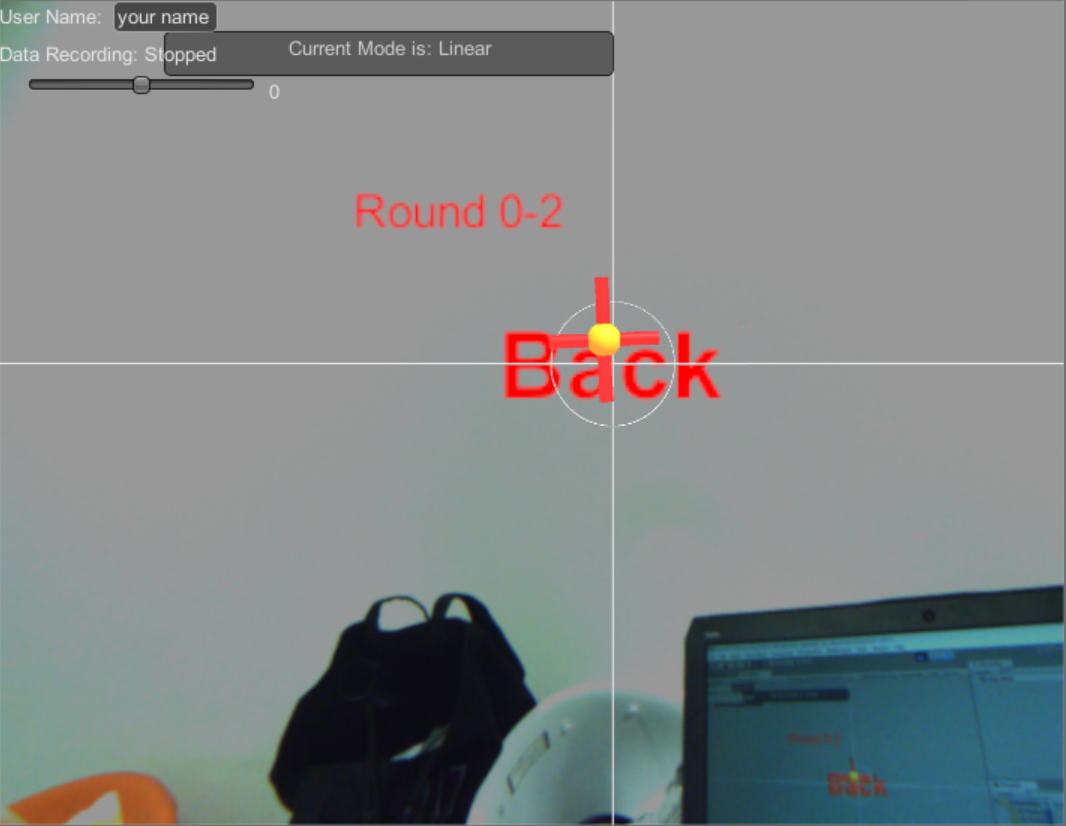 User Name: your name
Data Recording: Stopped
Current Mode is: Linear
0
Round 0-2
Back
Back